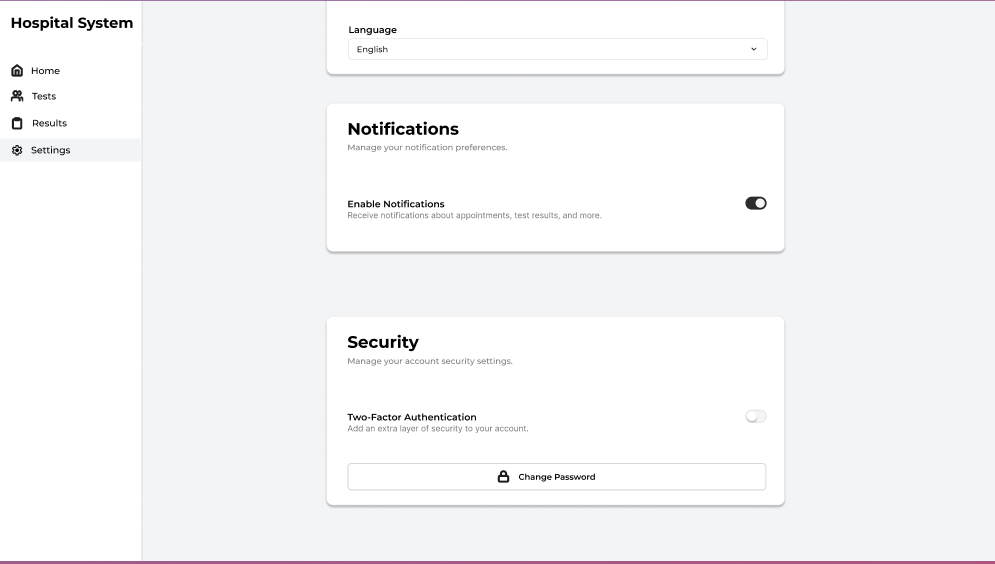 Hospital System
Home
Tests
Results
Settings
Language
English
Notifications
Manage your notification preferences.
Enable Notifications
Receive notifications about appointments, test results, and more.
Security
Manage your account security settings.
Two-Factor Authentication
Add an extra layer of security to your account.
Change Password